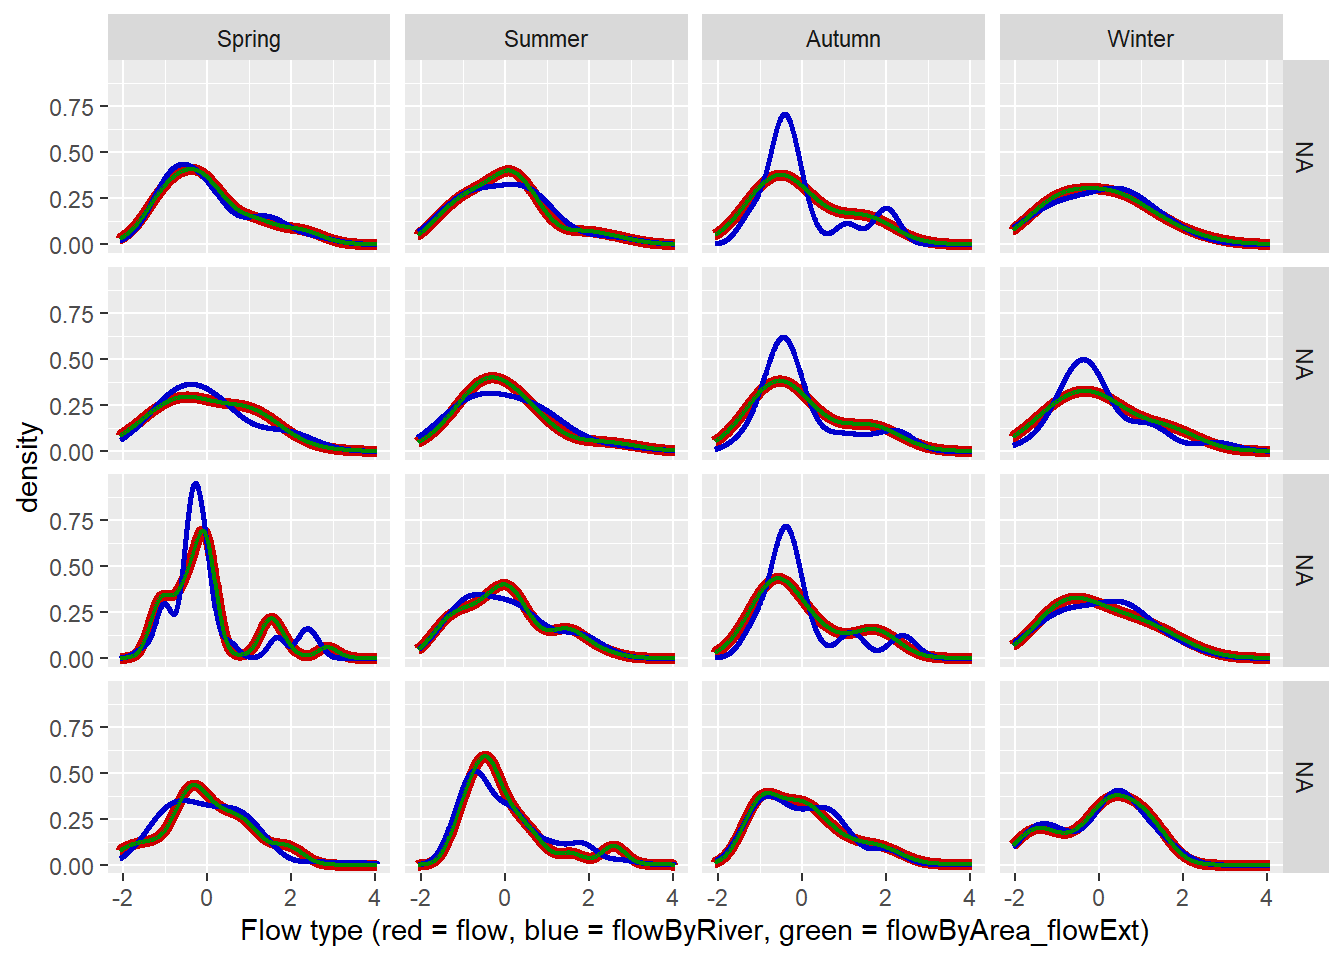 Spring Summer Autumn Winter
0.75
0.50
0.25
0.00
NA
0.75
0.50
0.25
0.00
NA
0.75
0.50
0.25
0.00
NA
0.75
0.50
0.25
0.00
NA
density
-2 0 2 4 -2 0 2 4 -2 0 2 4 -2 0 2 4
Flow type (red = flow, blue = flowByRiver, green = flowByArea_flowExt)